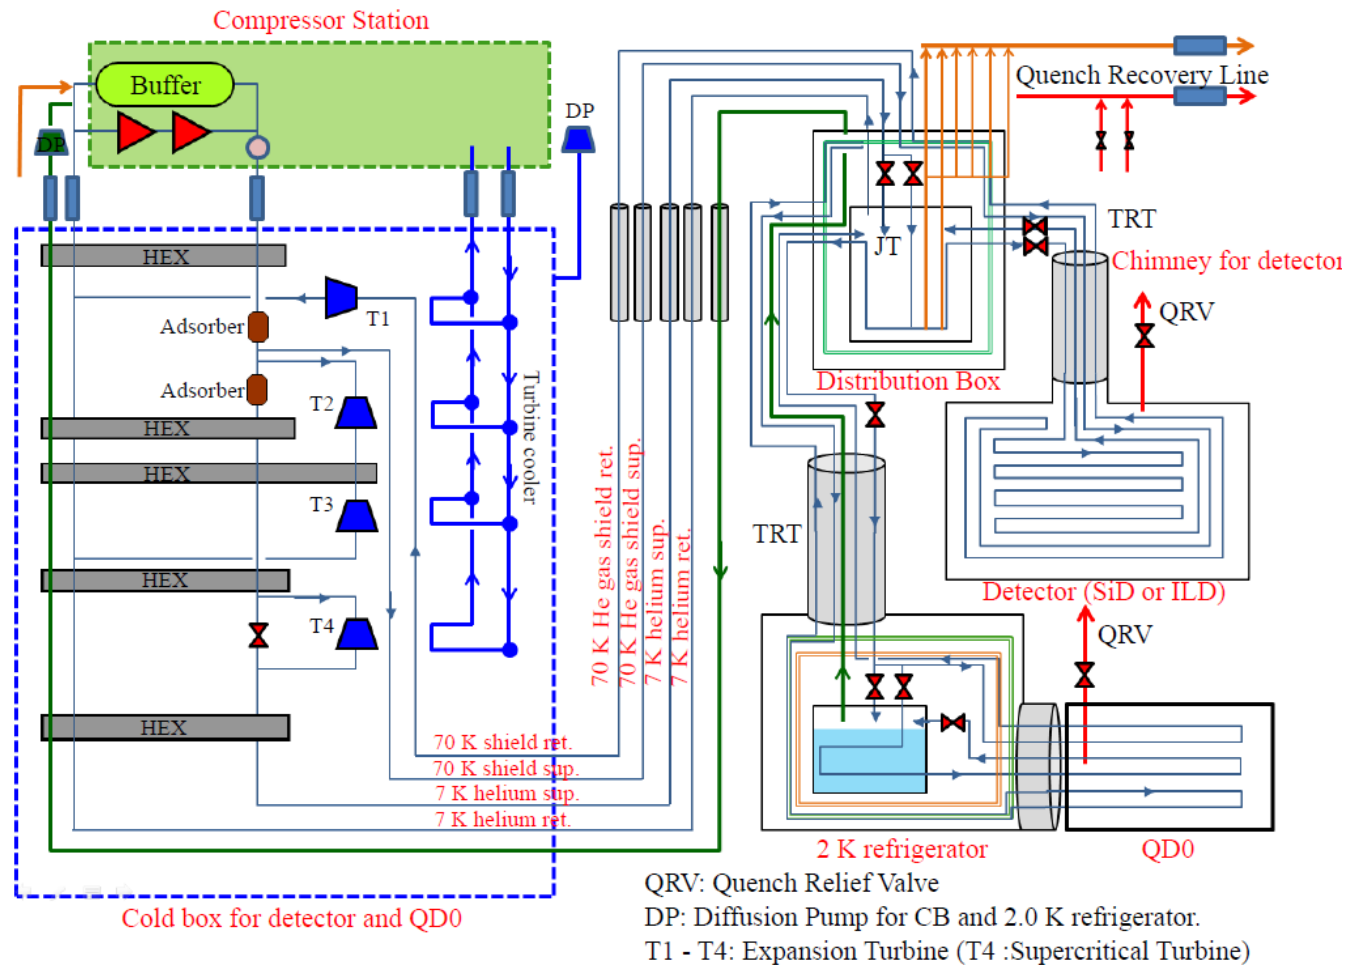 Compressor Station
Buffer
DP
DP
Quench Recovery Line
HEX
T1
Adsorber
Adsorber
T2
HEX
HEX
T3
HEX
T4
HEX
Turbine cooler
70 K He gas shield ret.
70 K He gas shield sup.
7 K helium sup.
7 K helium ret.
JT
Distribution Box
TRT
Chimney for detector
QRV
TRT
Detector (SiD or ILD)
QRV
70 K shield ret.
70 K shield sup.
7 K helium sup.
7 K helium ret.
2 K refrigerator
QD0
Cold box for detector and QD0
QRV: Quench Relief Valve
DP: Diffusion Pump for CB and 2.0 K refrigerator.
T1 - T4: Expansion Turbine (T4 :Supercritical Turbine)